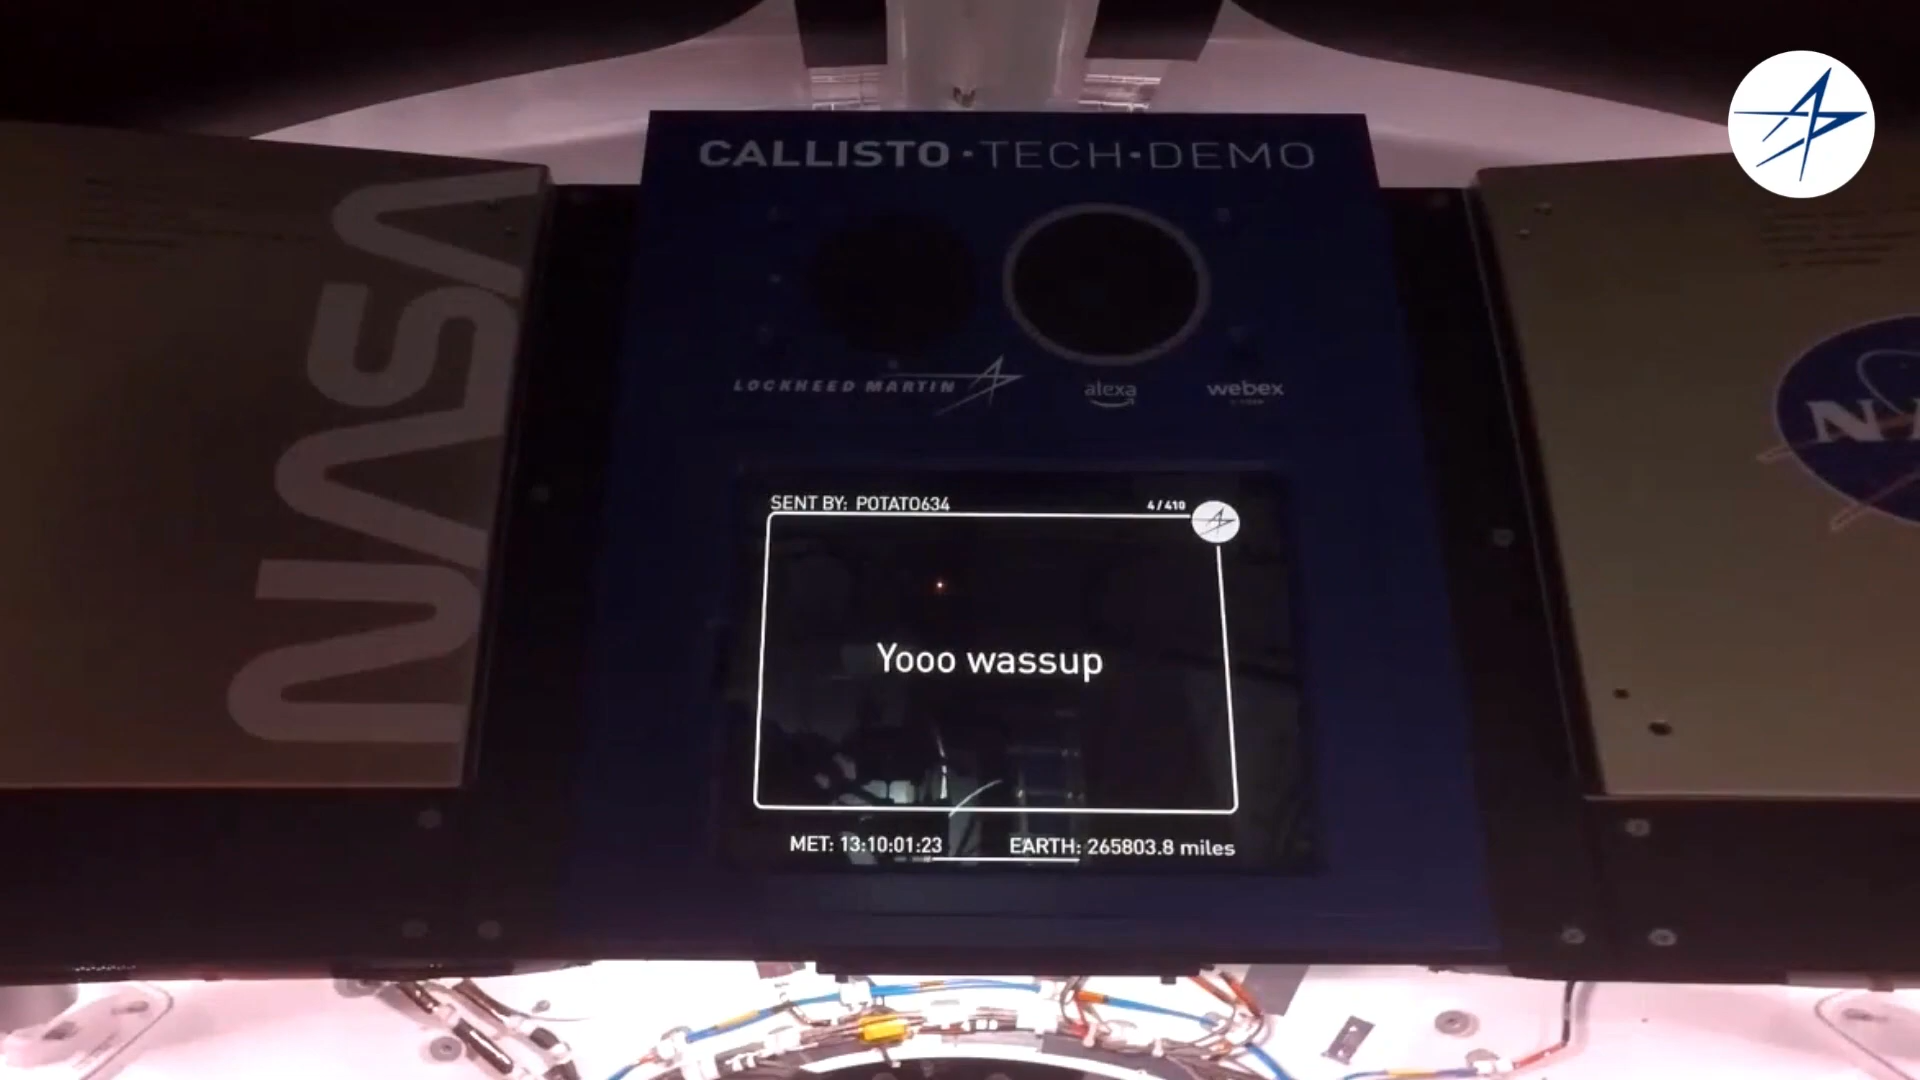 CALLISTO·TECH·DEMO
NASA
LOCKHEED MARTIN
alexa
webex
SENT BY: POTATO634
4/410
Yooo wassup
MET: 13:10:01:23
EARTH: 265803.8 miles